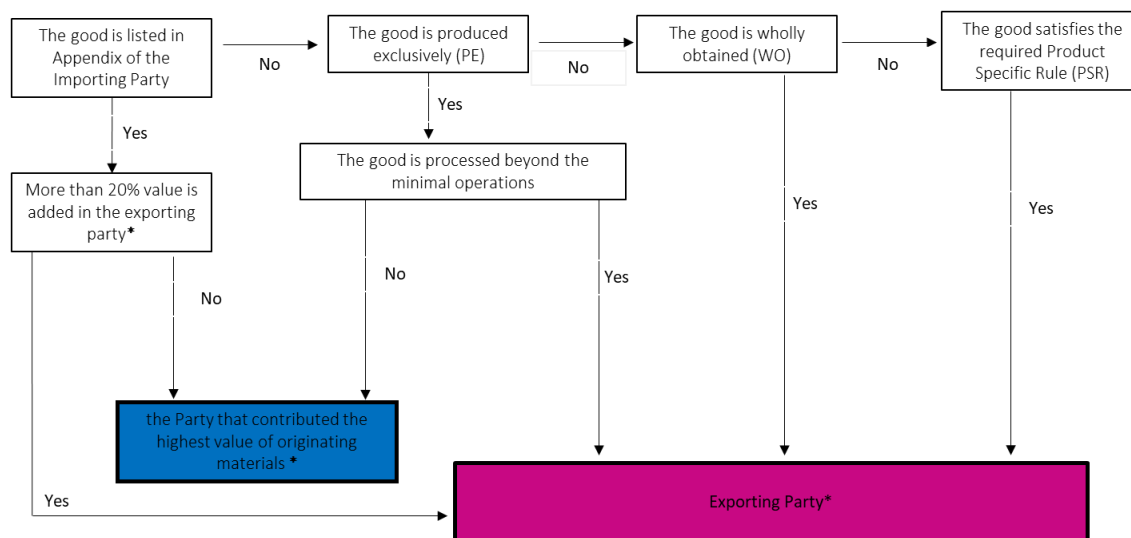 The good is listed in
Appendix of the
Importing Party
No
The good is produced
exclusively (PE)
No
The good is wholly
obtained (WO)
No
The good satisfies the
required Product
Specific Rule (PSR)
Yes
Yes
The good is processed beyond the
minimal operations
More than 20% value is
added in the exporting
party*
Yes
Yes
No
No
Yes
the Party that contributed the
highest value of originating
materials *
Yes
Exporting Party*